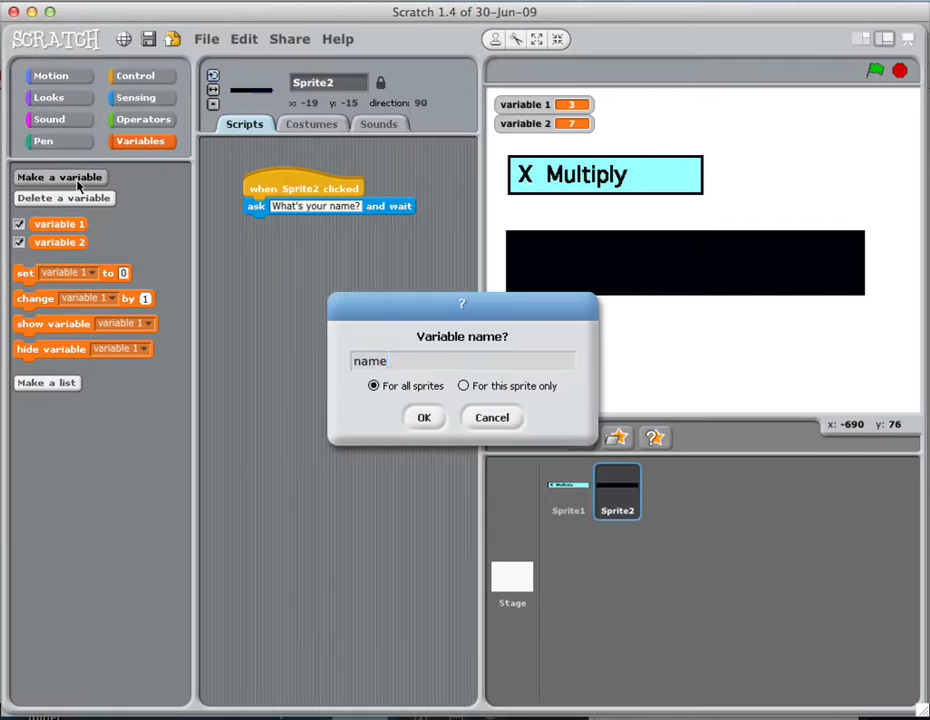 Scratch 1.4 of 30-Jun-09
SCRATCH File Edit Share Help
Motion Control
Looks Sensing
Sound Operators
Pen Variables
Make a variable
Delete a variable
variable 1
variable 2
set variable 1 to 0
change variable 1 by 1
show variable variable 1
hide variable variable 1
Make a list
Sprite2
x: -19 y: -15 direction: 90
Scripts Costumes Sounds
when Sprite2 clicked
ask What's your name? and wait
?
Variable name?
name
For all sprites For this sprite only
OK Cancel
variable 1 3
variable 2 7
X Multiply
x: -690 y: 76
X Multiply
Sprite1 Sprite2
Stage